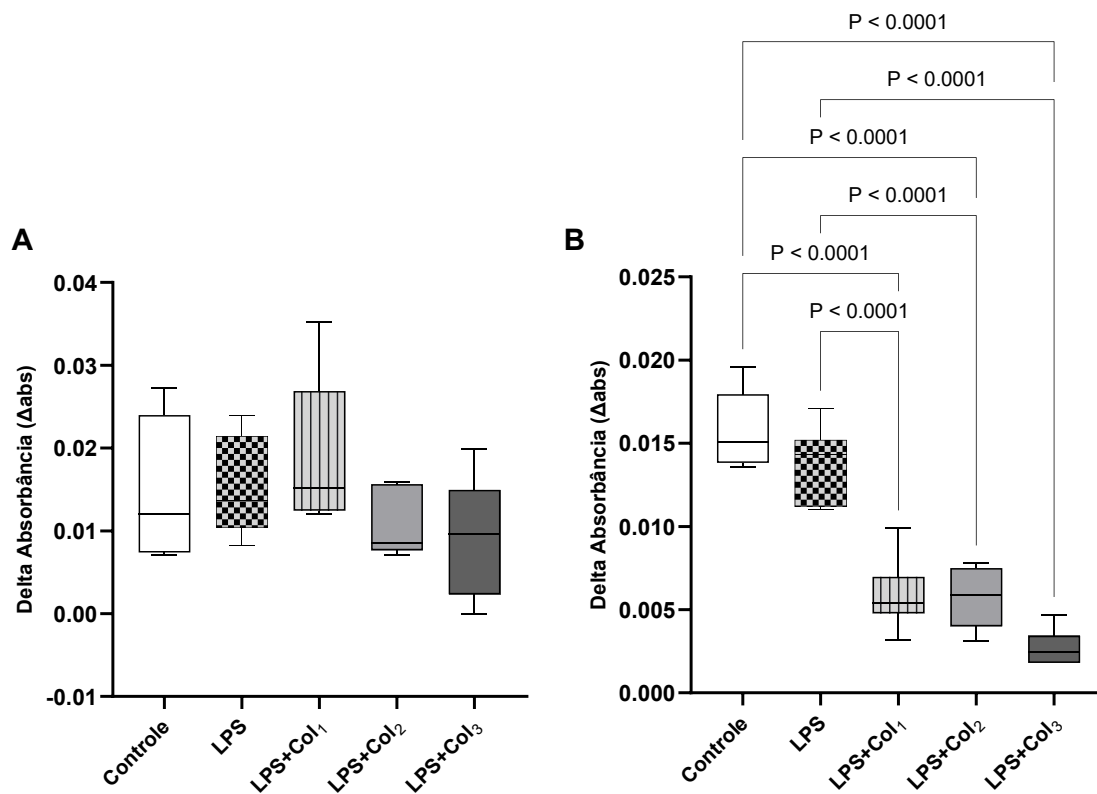 A
Delta Absorbância (Δabs)
0.04
0.03
0.02
0.01
0.00
-0.01
Controle
LPS
LPS+Col₁
LPS+Col₂
LPS+Col₃
B
P < 0.0001
P < 0.0001
P < 0.0001
P < 0.0001
P < 0.0001
P < 0.0001
Delta Absorbância (Δabs)
0.025
0.020
0.015
0.010
0.005
0.000
Controle
LPS
LPS+Col₁
LPS+Col₂
LPS+Col₃